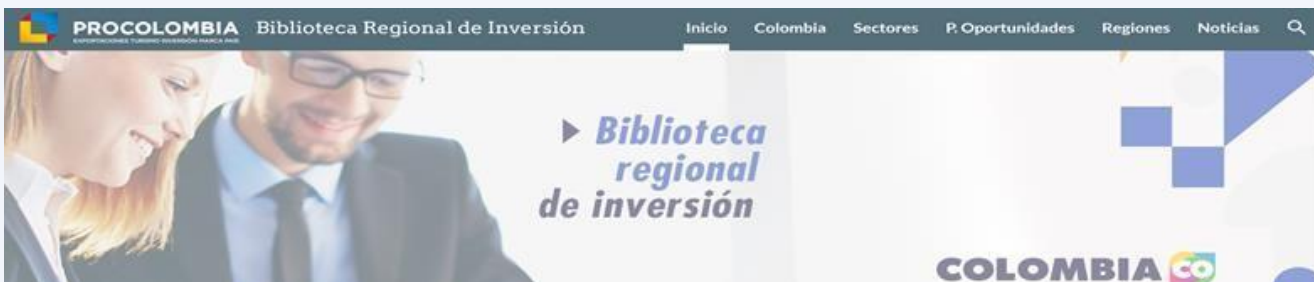 PROCOLOMBIA Biblioteca Regional de Inversión Inicio Colombia Sectores P. Oportunidades Regiones Noticias
EXPORTACIONES TURISMO INVERSIÓN MARCA PAÍS
Biblioteca
regional
de inversión
COLOMBIA CO